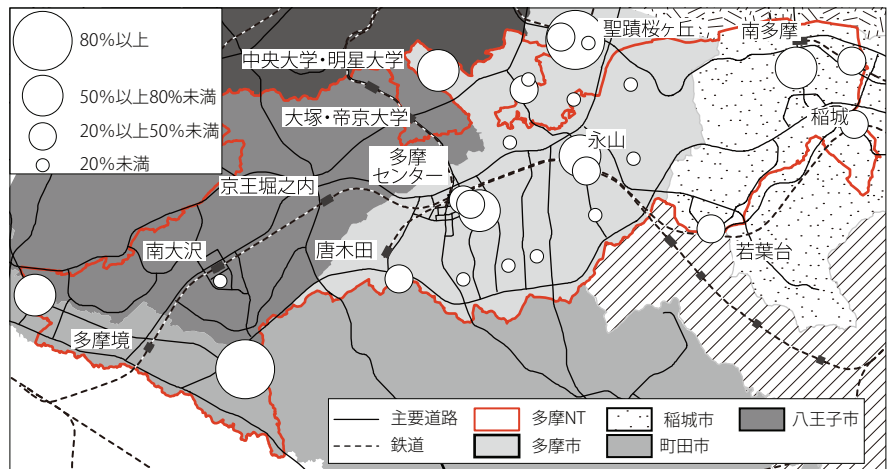 80%以上
50%以上80%未満
20%以上50%未満
20%未満
聖蹟桜ヶ丘
南多摩
中央大学・明星大学
大塚・帝京大学
稲城
永山
多摩
センター
京王堀之内
南大沢
唐木田
若葉台
多摩境
主要道路
多摩NT
稲城市
八王子市
鉄道
多摩市
町田市